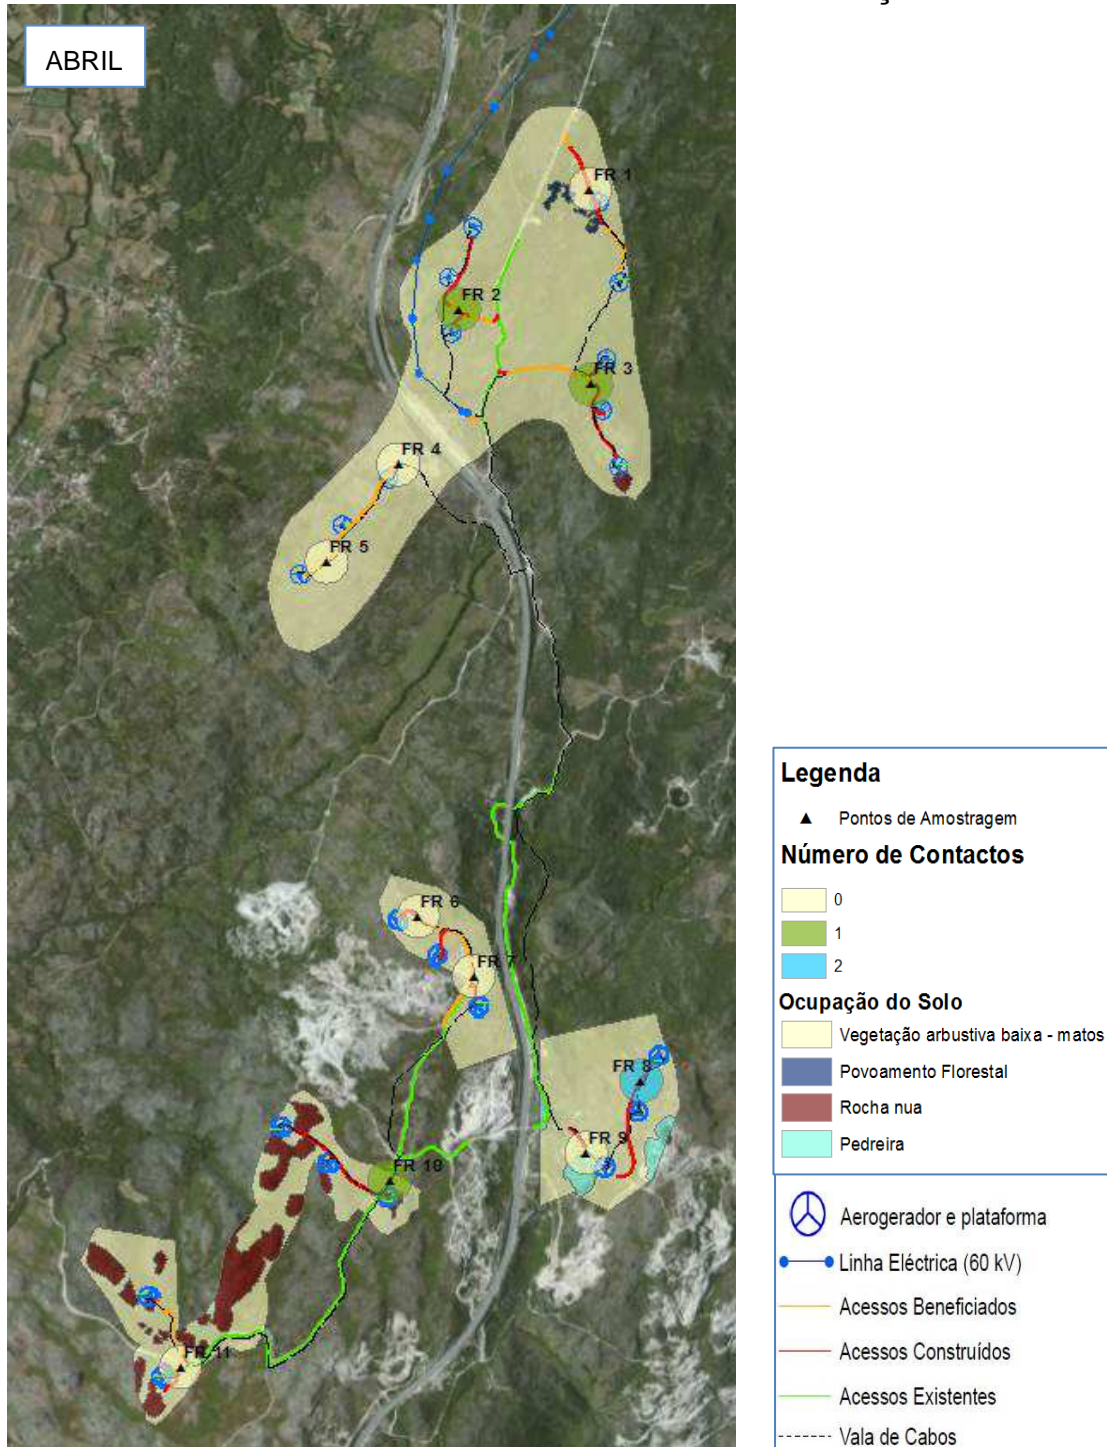 ABRIL
FR 1
FR 2
FR 3
FR 4
FR 5
FR 6
FR 7
FR 8
FR 9
FR 10
FR 11
Legenda
Pontos de Amostragem
Número de Contactos
0
1
2
Ocupação do Solo
Vegetação arbustiva baixa - matos
Povoamento Florestal
Rocha nua
Pedreira
Aerogerador e plataforma
Linha Eléctrica (60 kV)
Acessos Beneficiados
Acessos Construídos
Acessos Existentes
Vala de Cabos